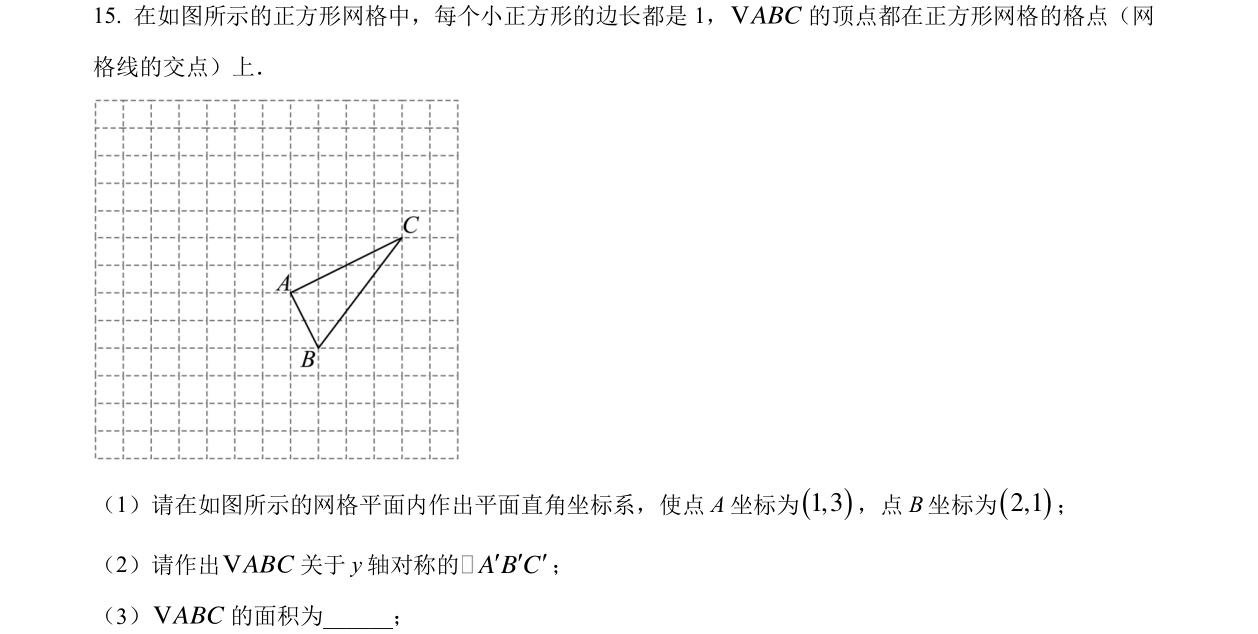 15. 在如图所示的正方形网格中，每个小正方形的边长都是 1，VABC 的顶点都在正方形网格的格点（网
格线的交点）上．
C
A
B
（1）请在如图所示的网格平面内作出平面直角坐标系，使点 A 坐标为(1,3)，点 B 坐标为(2,1)；
（2）请作出VABC 关于 y 轴对称的□A′B′C′；
（3）VABC 的面积为______；